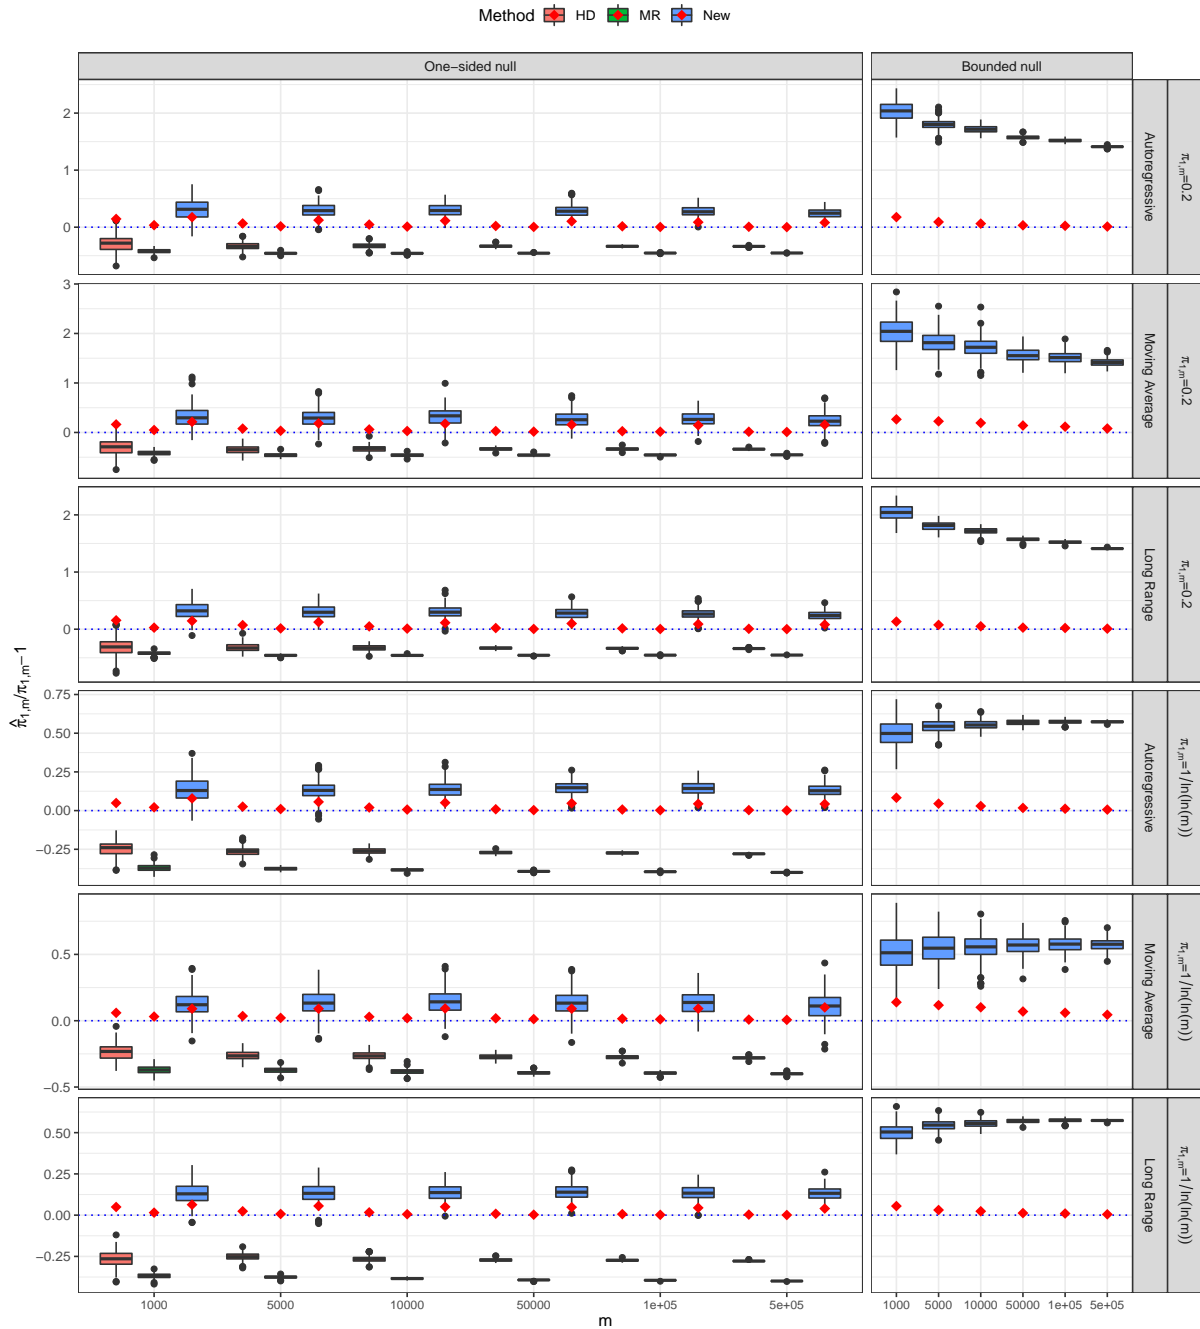 Method HD MR New
One-sided null
Bounded null
2
1
0
Autoregressive
π1,m=0.2
3
2
1
0
Moving Average
π1,m=0.2
2
1
0
Long Range
π1,m=0.2
π̂1,m/π1,m−1
0.75
0.50
0.25
0.00
−0.25
Autoregressive
π1,m=1/ln(ln(m))
0.5
0.0
−0.5
Moving Average
π1,m=1/ln(ln(m))
0.50
0.25
0.00
−0.25
Long Range
π1,m=1/ln(ln(m))
1000 5000 10000 50000 1e+05 5e+05
1000 5000 10000 50000 1e+05 5e+05
m